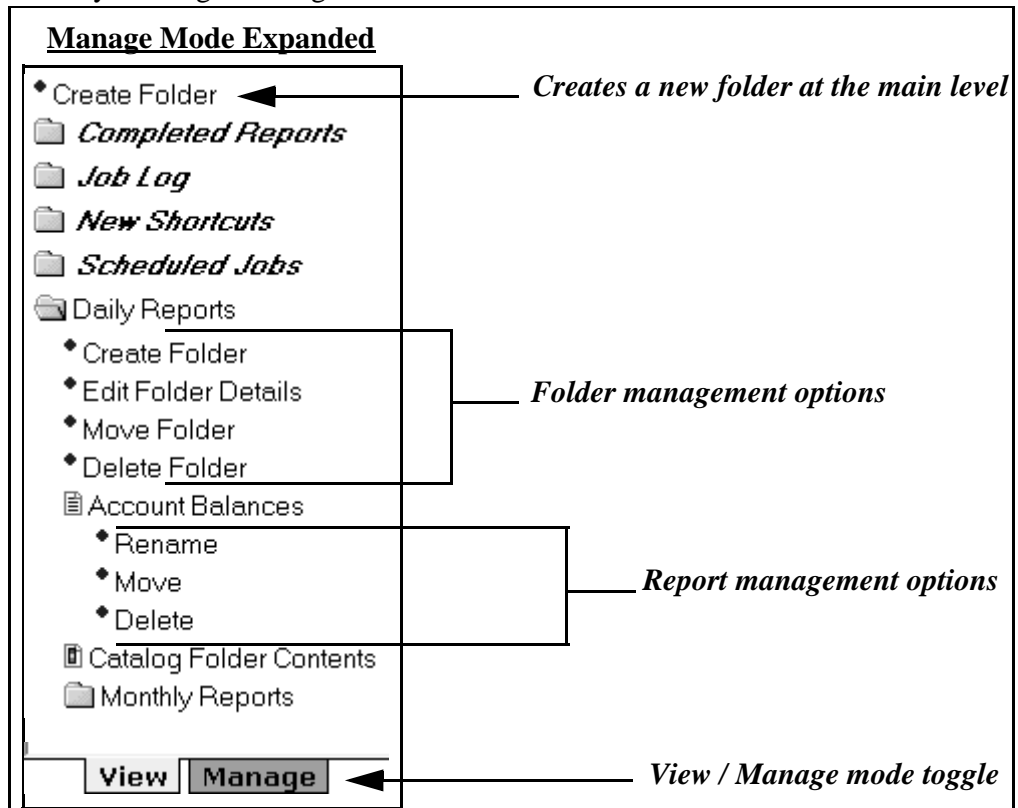 Manage Mode Expanded
Create Folder
Creates a new folder at the main level
Completed Reports
Job Log
New Shortcuts
Scheduled Jobs
Daily Reports
Create Folder
Edit Folder Details
Move Folder
Delete Folder
Folder management options
Account Balances
Rename
Move
Delete
Report management options
Catalog Folder Contents
Monthly Reports
View Manage
View / Manage mode toggle